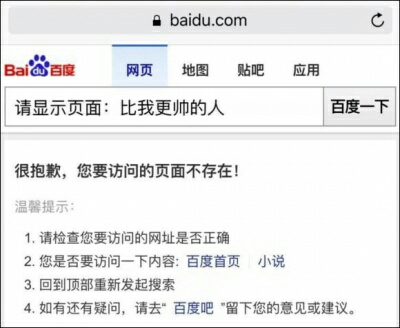 baidu.com
Bai du 百度
网页 地图 贴吧 应用
请显示页面：比我更帅的人 百度一下
很抱歉，您要访问的页面不存在！
温馨提示：
1. 请检查您要访问的网址是否正确
2. 您是否要访问一下内容: 百度首页 小说
3. 回到顶部重新发起搜索
4. 如有还有疑问，请去“ 百度吧 ”留下您的意见或建议。